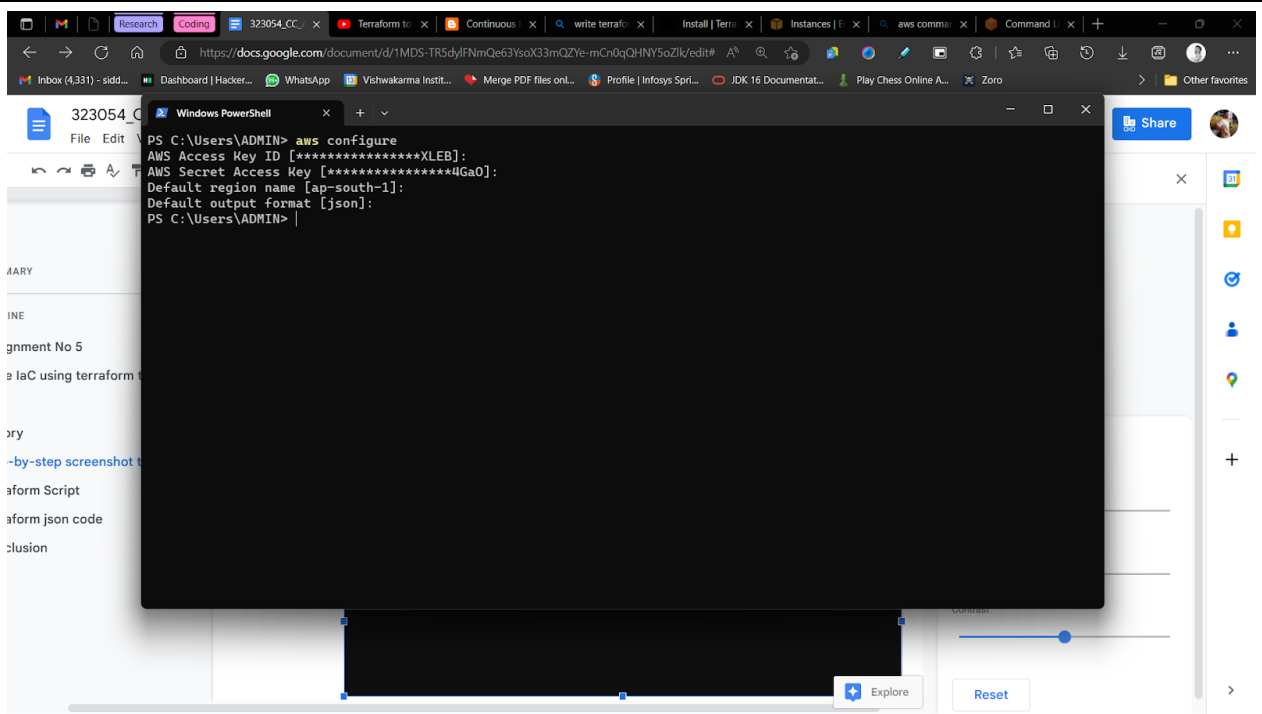 Research
Coding
323054_CC_
Terraform to
Continuous
write terrafo
Install | Terra
Instances | E
aws comma
Command Li
https://docs.google.com/document/d/1MDS-TR5dylFNmQe63YsoX33mQZYe-mCn0qQHNY5oZlk/edit#
Inbox (4,331) - sidd...
Dashboard | Hacker...
WhatsApp
Vishwakarma Instit...
Merge PDF files onl...
Profile | Infosys Spri...
JDK 16 Documentat...
Play Chess Online A...
Zoro
Other favorites
323054_C
File Edit
Share
Windows PowerShell
PS C:\Users\ADMIN> aws configure
AWS Access Key ID [****************XLEB]:
AWS Secret Access Key [****************4GaO]:
Default region name [ap-south-1]:
Default output format [json]:
PS C:\Users\ADMIN>
MARY
INE
gnment No 5
e IaC using terraform t
ory
-by-step screenshot t
aform Script
aform json code
clusion
Contrast
Explore
Reset